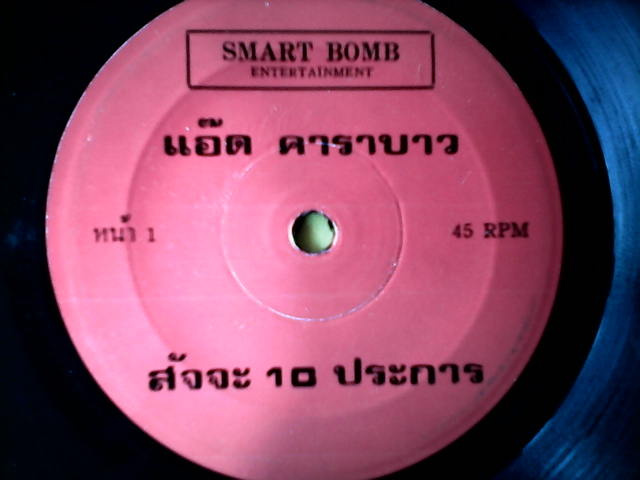 SMART BOMB
ENTERTAINMENT
แอ๊ด คาราบาว
หน้า 1
45 RPM
สัจจะ 10 ประการ